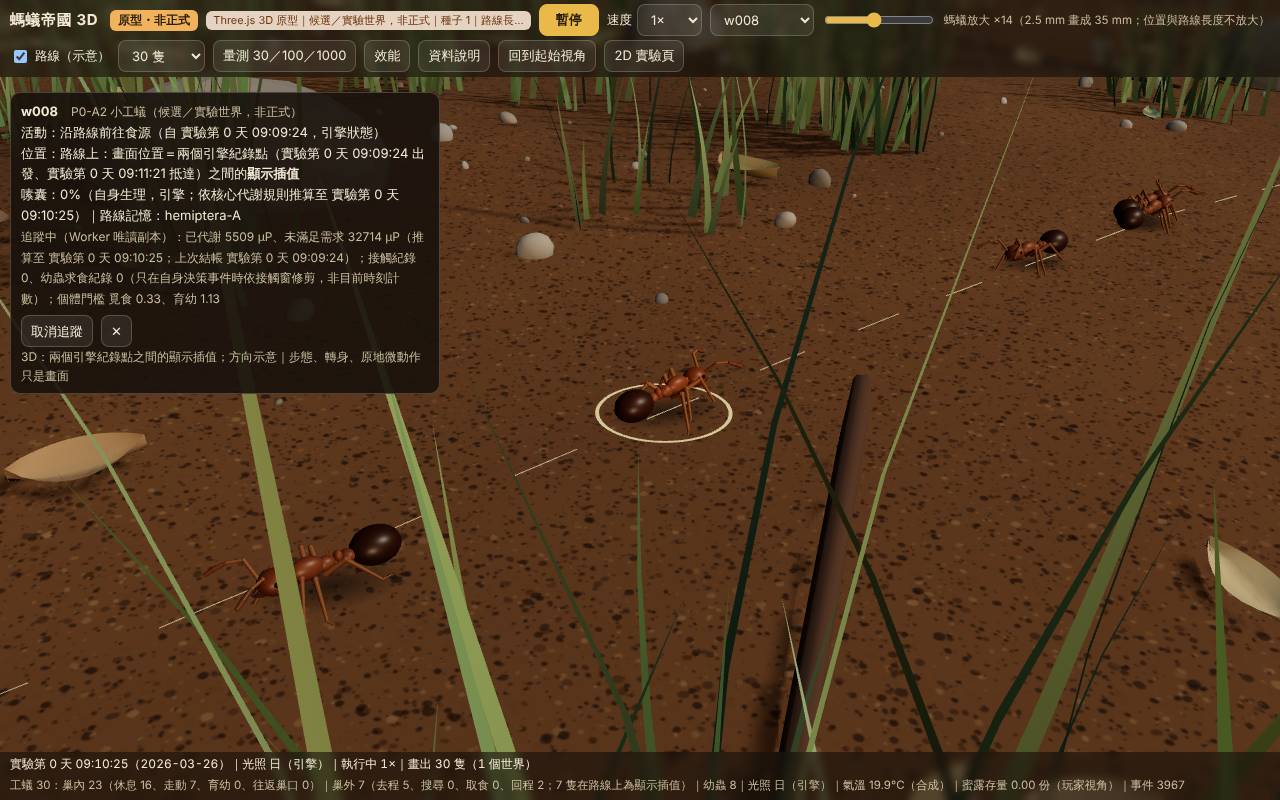 螞蟻帝國 3D 原型・非正式 Three.js 3D 原型｜候選／實驗世界，非正式｜種子 1｜路線長… 暫停 速度 1× w008 螞蟻放大 ×14（2.5 mm 畫成 35 mm；位置與路線長度不放大）
路線（示意） 30 隻 量測 30／100／1000 效能 資料說明 回到起始視角 2D 實驗頁
w008 P0-A2 小工蟻（候選／實驗世界，非正式）
活動：沿路線前往食源（自 實驗第 0 天 09:09:24，引擎狀態）
位置：路線上：畫面位置＝兩個引擎紀錄點（實驗第 0 天 09:09:24 出
發、實驗第 0 天 09:11:21 抵達）之間的顯示插值
嗉囊：0%（自身生理，引擎；依核心代謝規則推算至 實驗第 0 天
09:10:25）｜路線記憶：hemiptera-A
追蹤中（Worker 唯讀副本）：已代謝 5509 µP、未滿足需求 32714 µP（推
算至 實驗第 0 天 09:10:25；上次結帳 實驗第 0 天 09:09:24）；接觸紀錄
0、幼蟲求食紀錄 0（只在自身決策事件時依接觸窗修剪，非目前時刻計
數）；個體門檻 覓食 0.33、育幼 1.13
取消追蹤 ✕
3D：兩個引擎紀錄點之間的顯示插值；方向示意｜步態、轉身、原地微動作
只是畫面
實驗第 0 天 09:10:25（2026-03-26）｜光照 日（引擎）｜執行中 1×｜畫出 30 隻（1 個世界）
工蟻 30：巢內 23（休息 16、走動 7、育幼 0、往返巢口 0）｜巢外 7（去程 5、搜尋 0、取食 0、回程 2；7 隻在路線上為顯示插值）｜幼蟲 8｜光照 日（引擎）｜氣溫 19.9°C（合成）｜蜜露存量 0.00 份（玩家視角）｜事件 3967